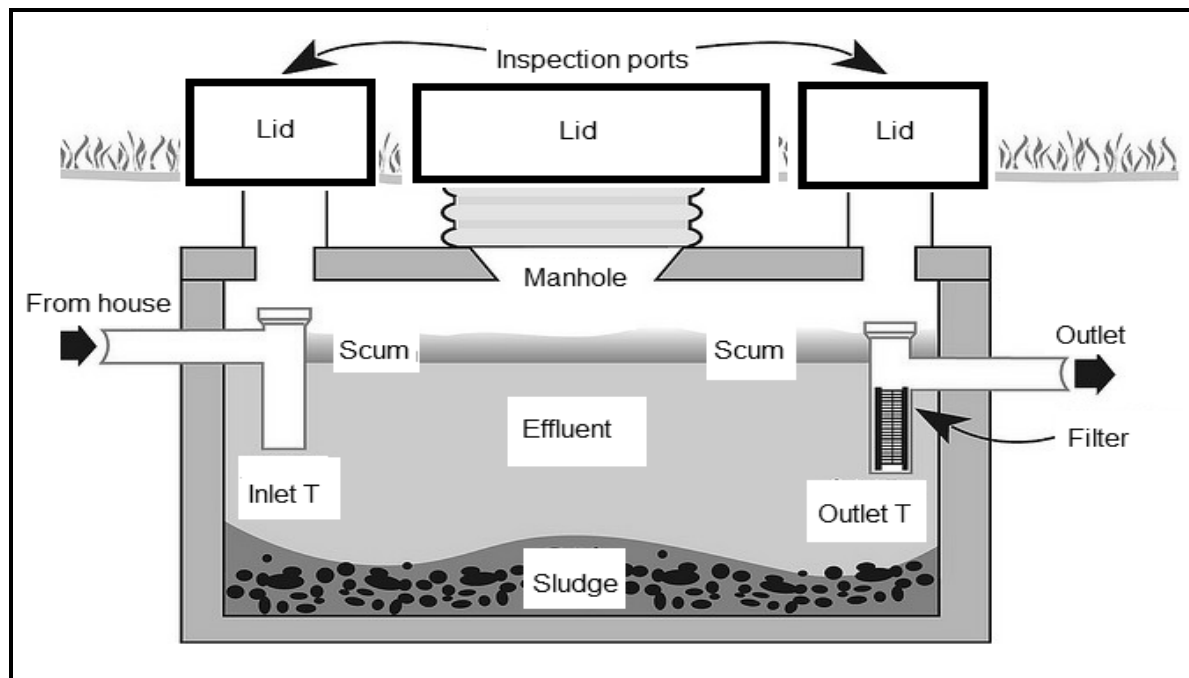 Inspection ports
Lid
Lid
Lid
Manhole
From house
Scum
Scum
Outlet
Effluent
Filter
Inlet T
Outlet T
Sludge